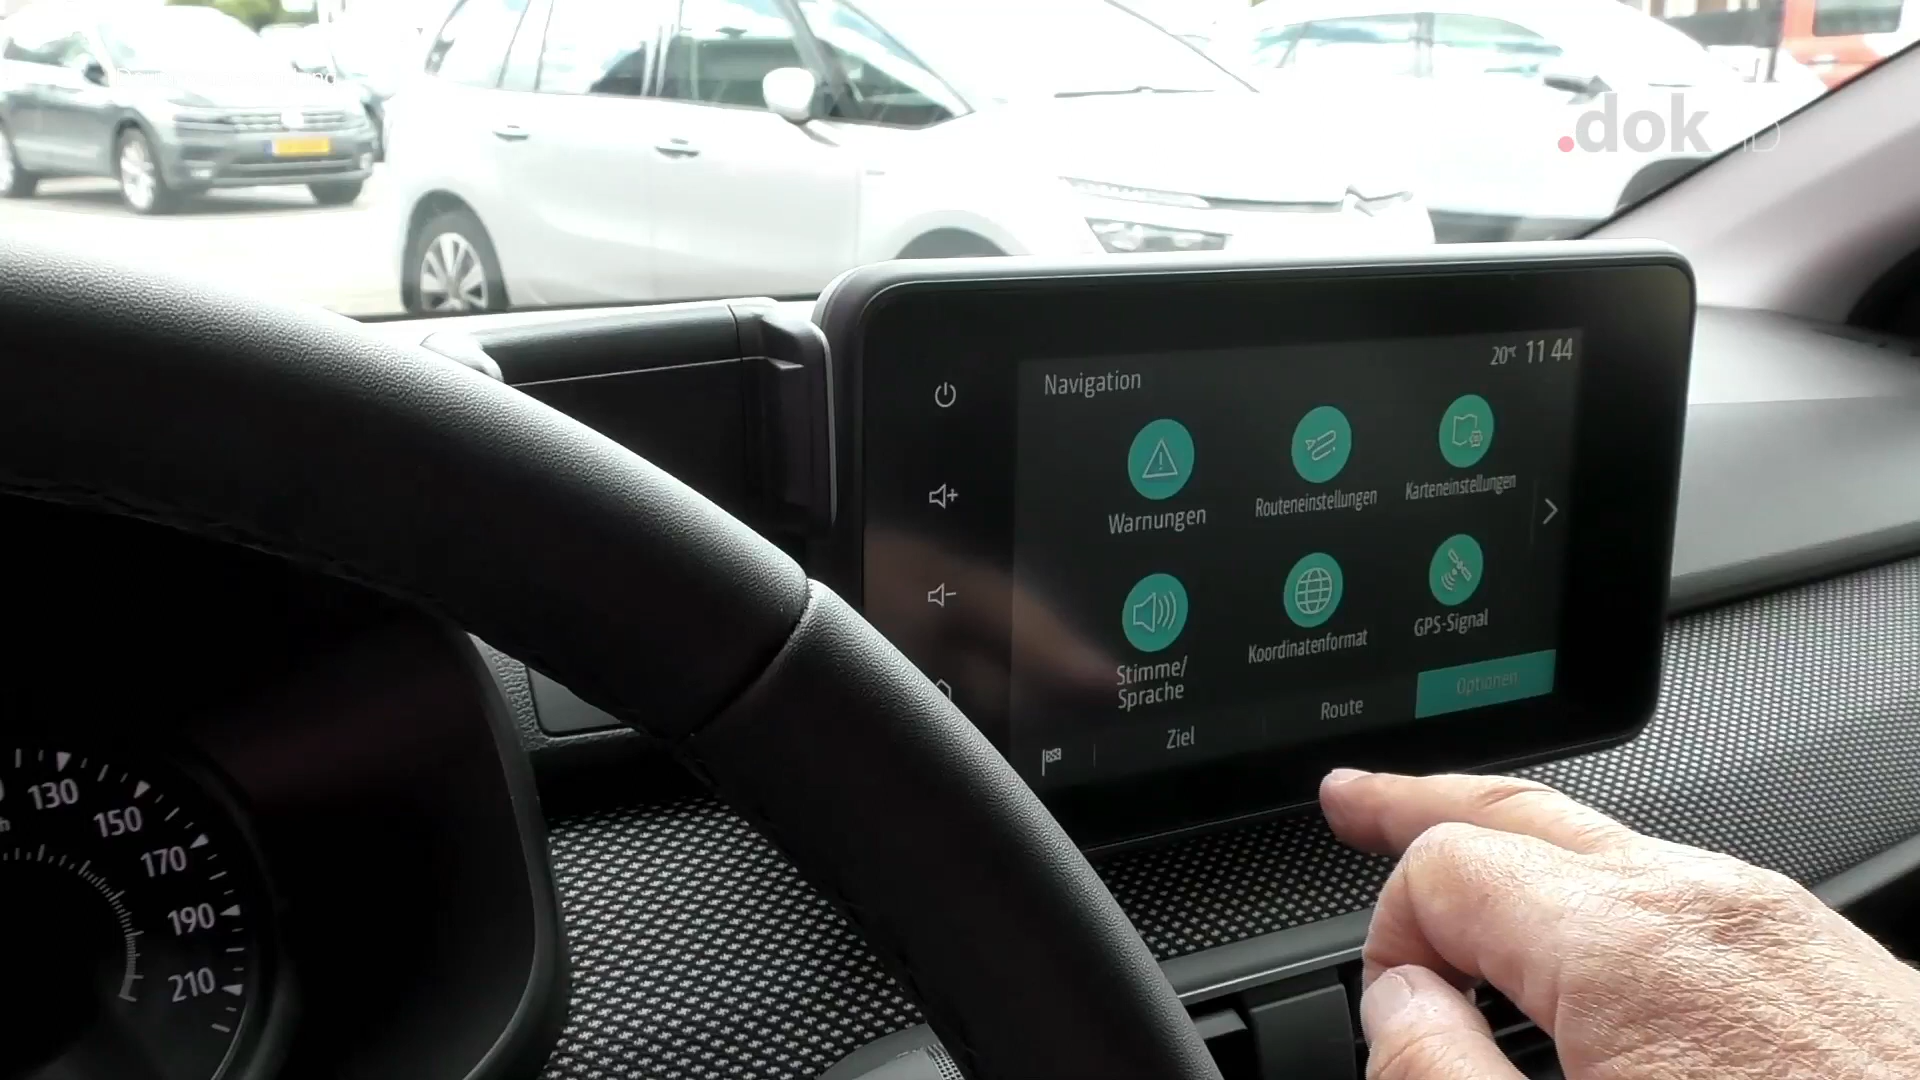 .dok HD
20°C 11 44
Navigation
Warnungen
Routeneinstellungen
Karteneinstellungen
Stimme/
Sprache
Koordinatenformat
GPS-Signal
Ziel
Route
Optionen
130
150
170
190
210